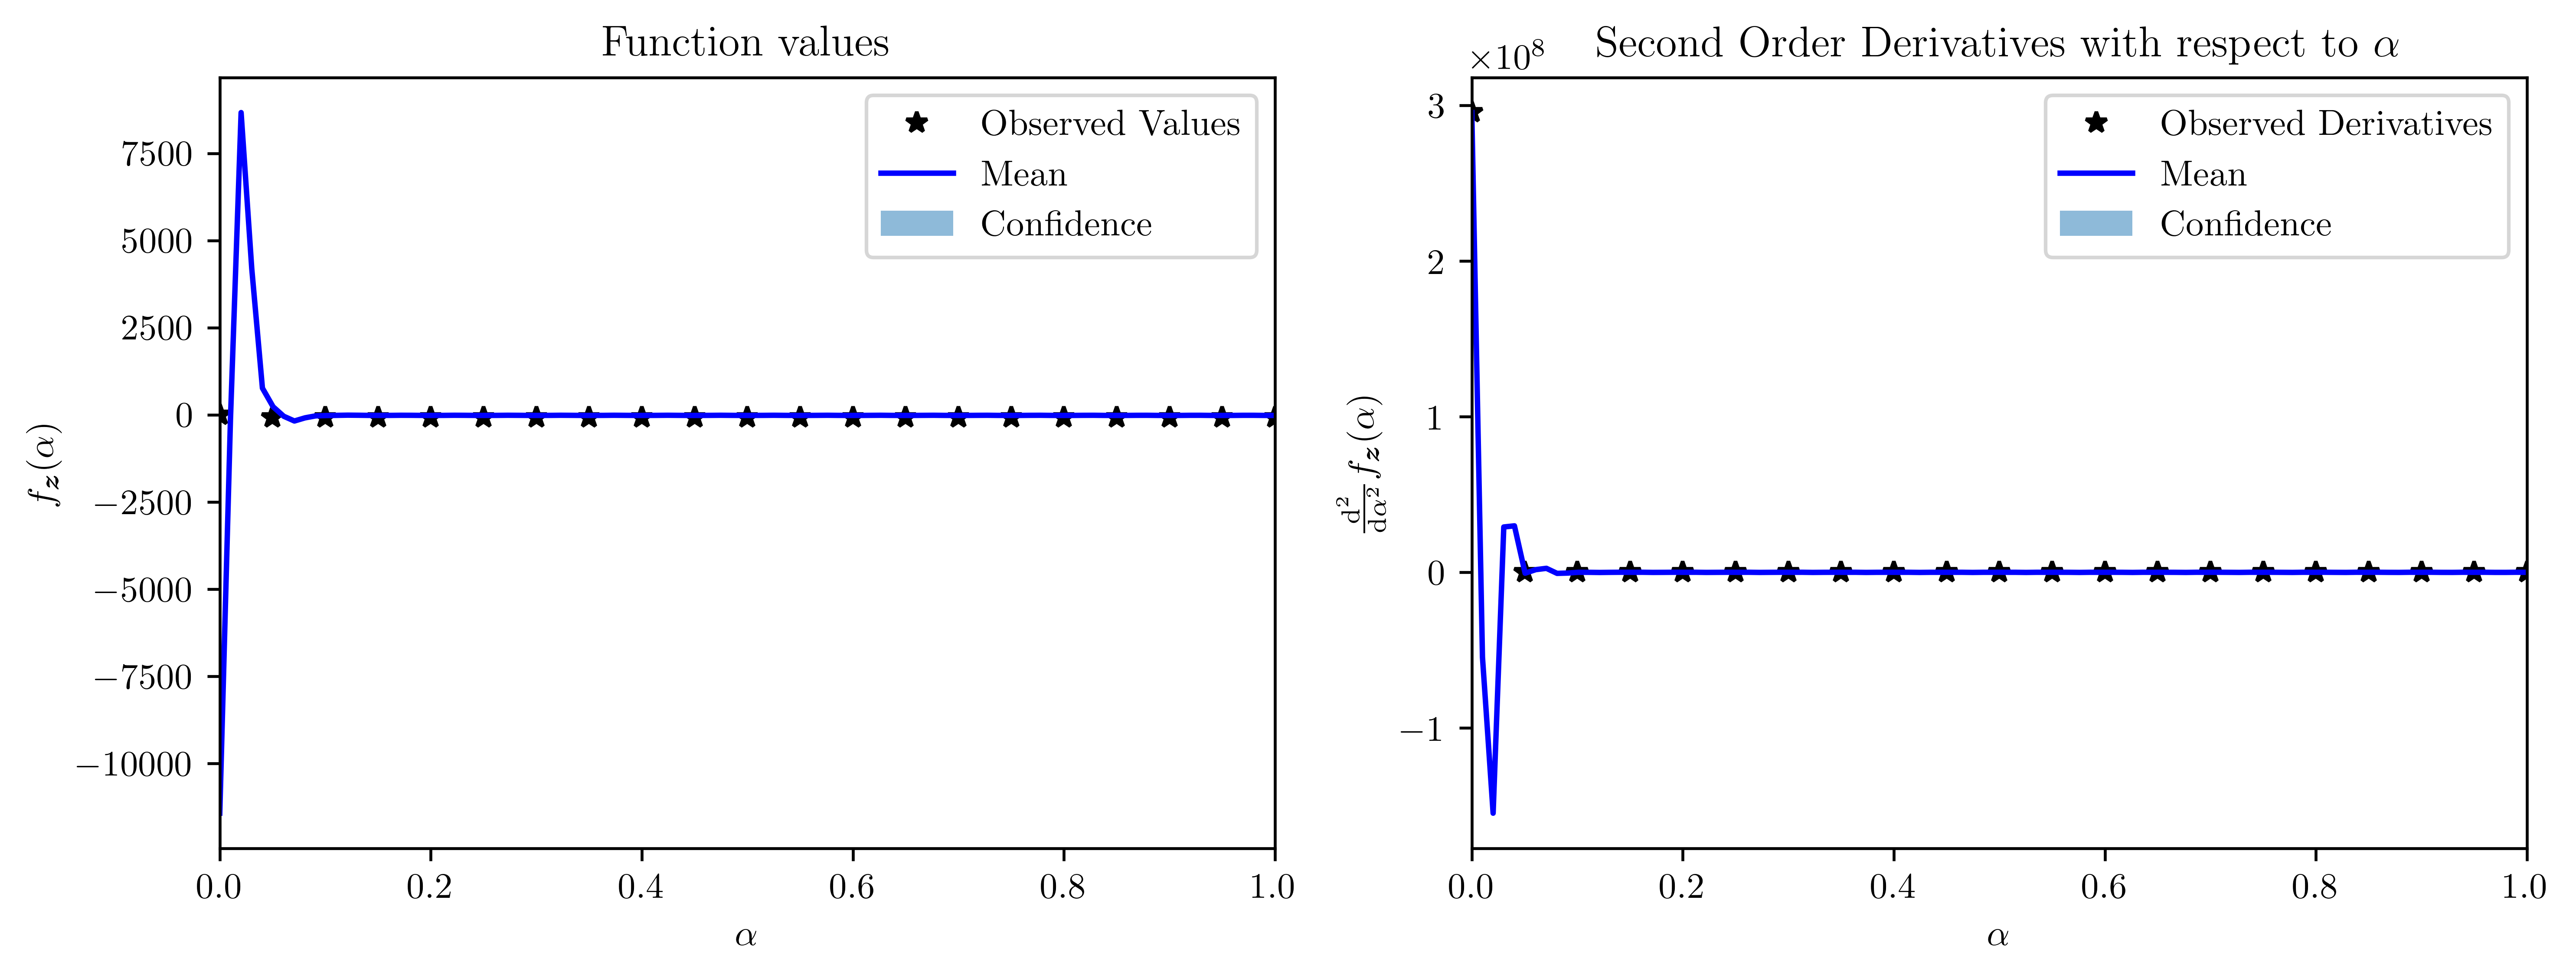 Function values
Observed Values
Mean
Confidence
7500
5000
2500
0
−2500
−5000
−7500
−10000
f_z(α)
0.0 0.2 0.4 0.6 0.8 1.0
α
Second Order Derivatives with respect to α
×10⁸
Observed Derivatives
Mean
Confidence
3
2
1
0
−1
d²/dα² f_z(α)
0.0 0.2 0.4 0.6 0.8 1.0
α